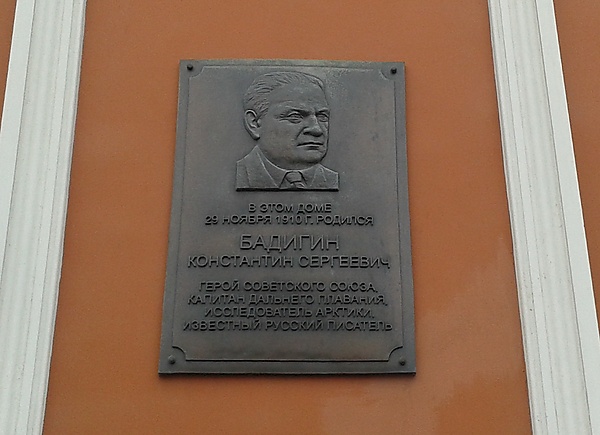 В ЭТОМ ДОМЕ
29 НОЯБРЯ 1910 Г. РОДИЛСЯ
БАДИГИН
КОНСТАНТИН СЕРГЕЕВИЧ
ГЕРОЙ СОВЕТСКОГО СОЮЗА,
КАПИТАН ДАЛЬНЕГО ПЛАВАНИЯ,
ИССЛЕДОВАТЕЛЬ АРКТИКИ,
ИЗВЕСТНЫЙ РУССКИЙ ПИСАТЕЛЬ